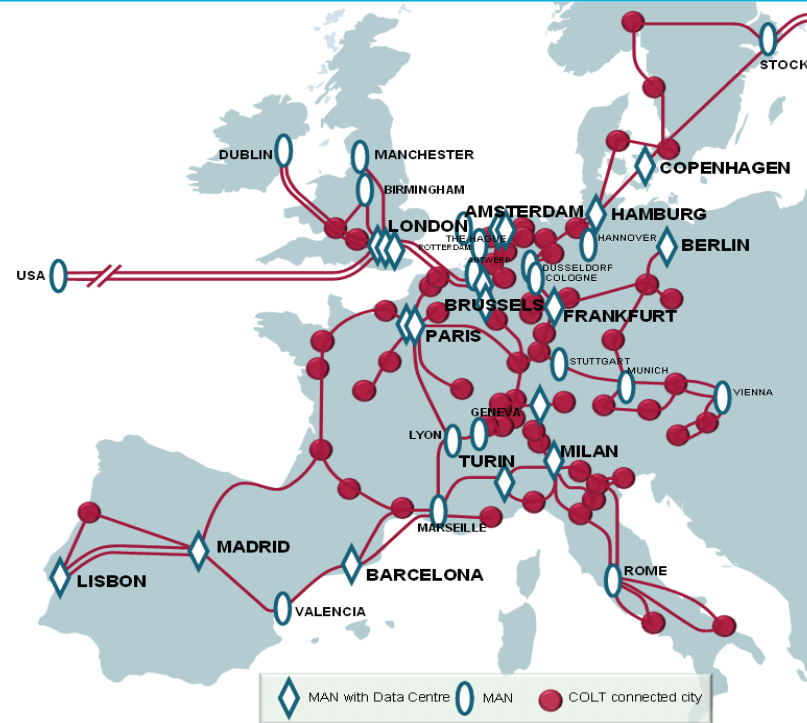 STOCK
DUBLIN
MANCHESTER
COPENHAGEN
BIRMINGHAM
AMSTERDAM
HAMBURG
LONDON
THE HAGUE
HANNOVER
ROTTERDAM
BERLIN
ANTWERP
USA
DUSSELDORF
COLOGNE
BRUSSELS
FRANKFURT
PARIS
STUTTGART
MUNICH
VIENNA
GENEVA
LYON
MILAN
TURIN
MARSEILLE
MADRID
ROME
BARCELONA
LISBON
VALENCIA
MAN with Data Centre
MAN
COLT connected city